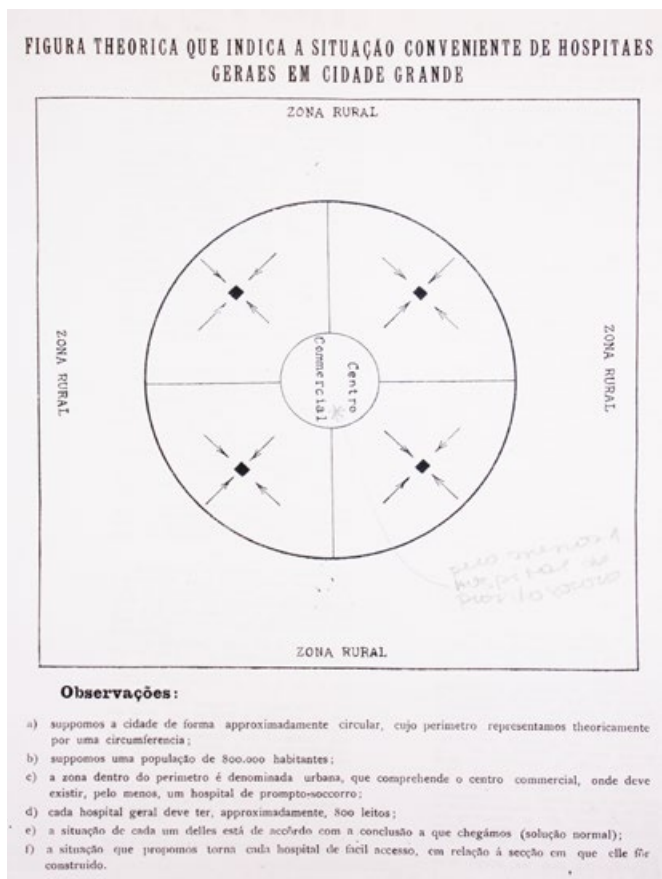 FIGURA THEORICA QUE INDICA A SITUAÇÃO CONVENIENTE DE HOSPITAES
GERAES EM CIDADE GRANDE
ZONA RURAL
ZONA RURAL
Centro
Commercial
ZONA RURAL
pelo menos 1
hospital de
ZONA RURAL
Observações:
a) suppomos a cidade de forma approximadamente circular, cujo perimetro representamos theoricamente
por uma circumferencia;
b) suppomos uma população de 800.000 habitantes;
c) a zona dentro do perimetro é denominada urbana, que comprehende o centro commercial, onde deve
existir, pelo menos, um hospital de prompto-soccorro;
d) cada hospital geral deve ter, approximadamente, 800 leitos;
e) a situação de cada um delles está de accôrdo com a conclusão a que chegámos (solução normal);
f) a situação que propomos torna cada hospital de facil accesso, em relação á secção em que elle fôr
construido.